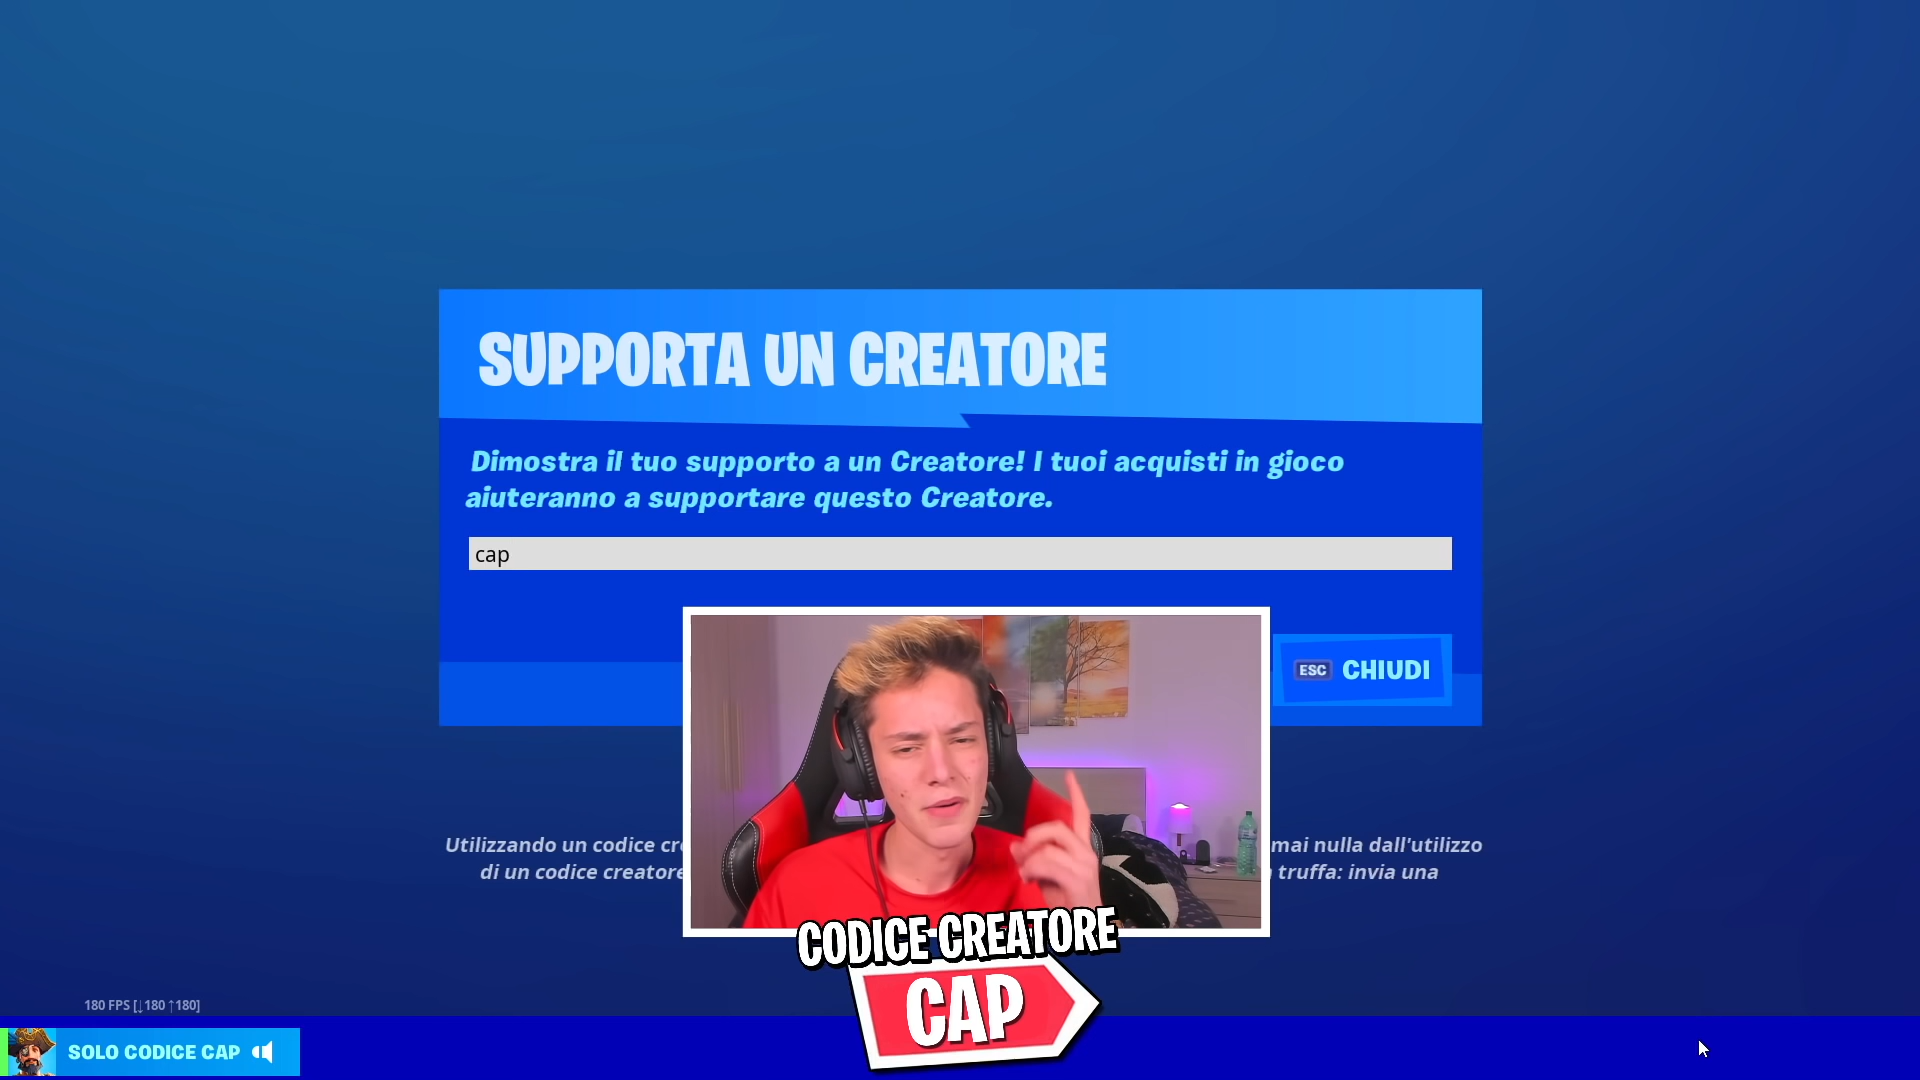 SUPPORTA UN CREATORE
Dimostra il tuo supporto a un Creatore! I tuoi acquisti in gioco
aiuteranno a supportare questo Creatore.
cap
ESC CHIUDI
Utilizzando un codice mai nulla dall'utilizzo
di un codice creatore truffa: invia una
CODICE CREATORE
CAP
180 FPS [↓180 ↑180]
SOLO CODICE CAP